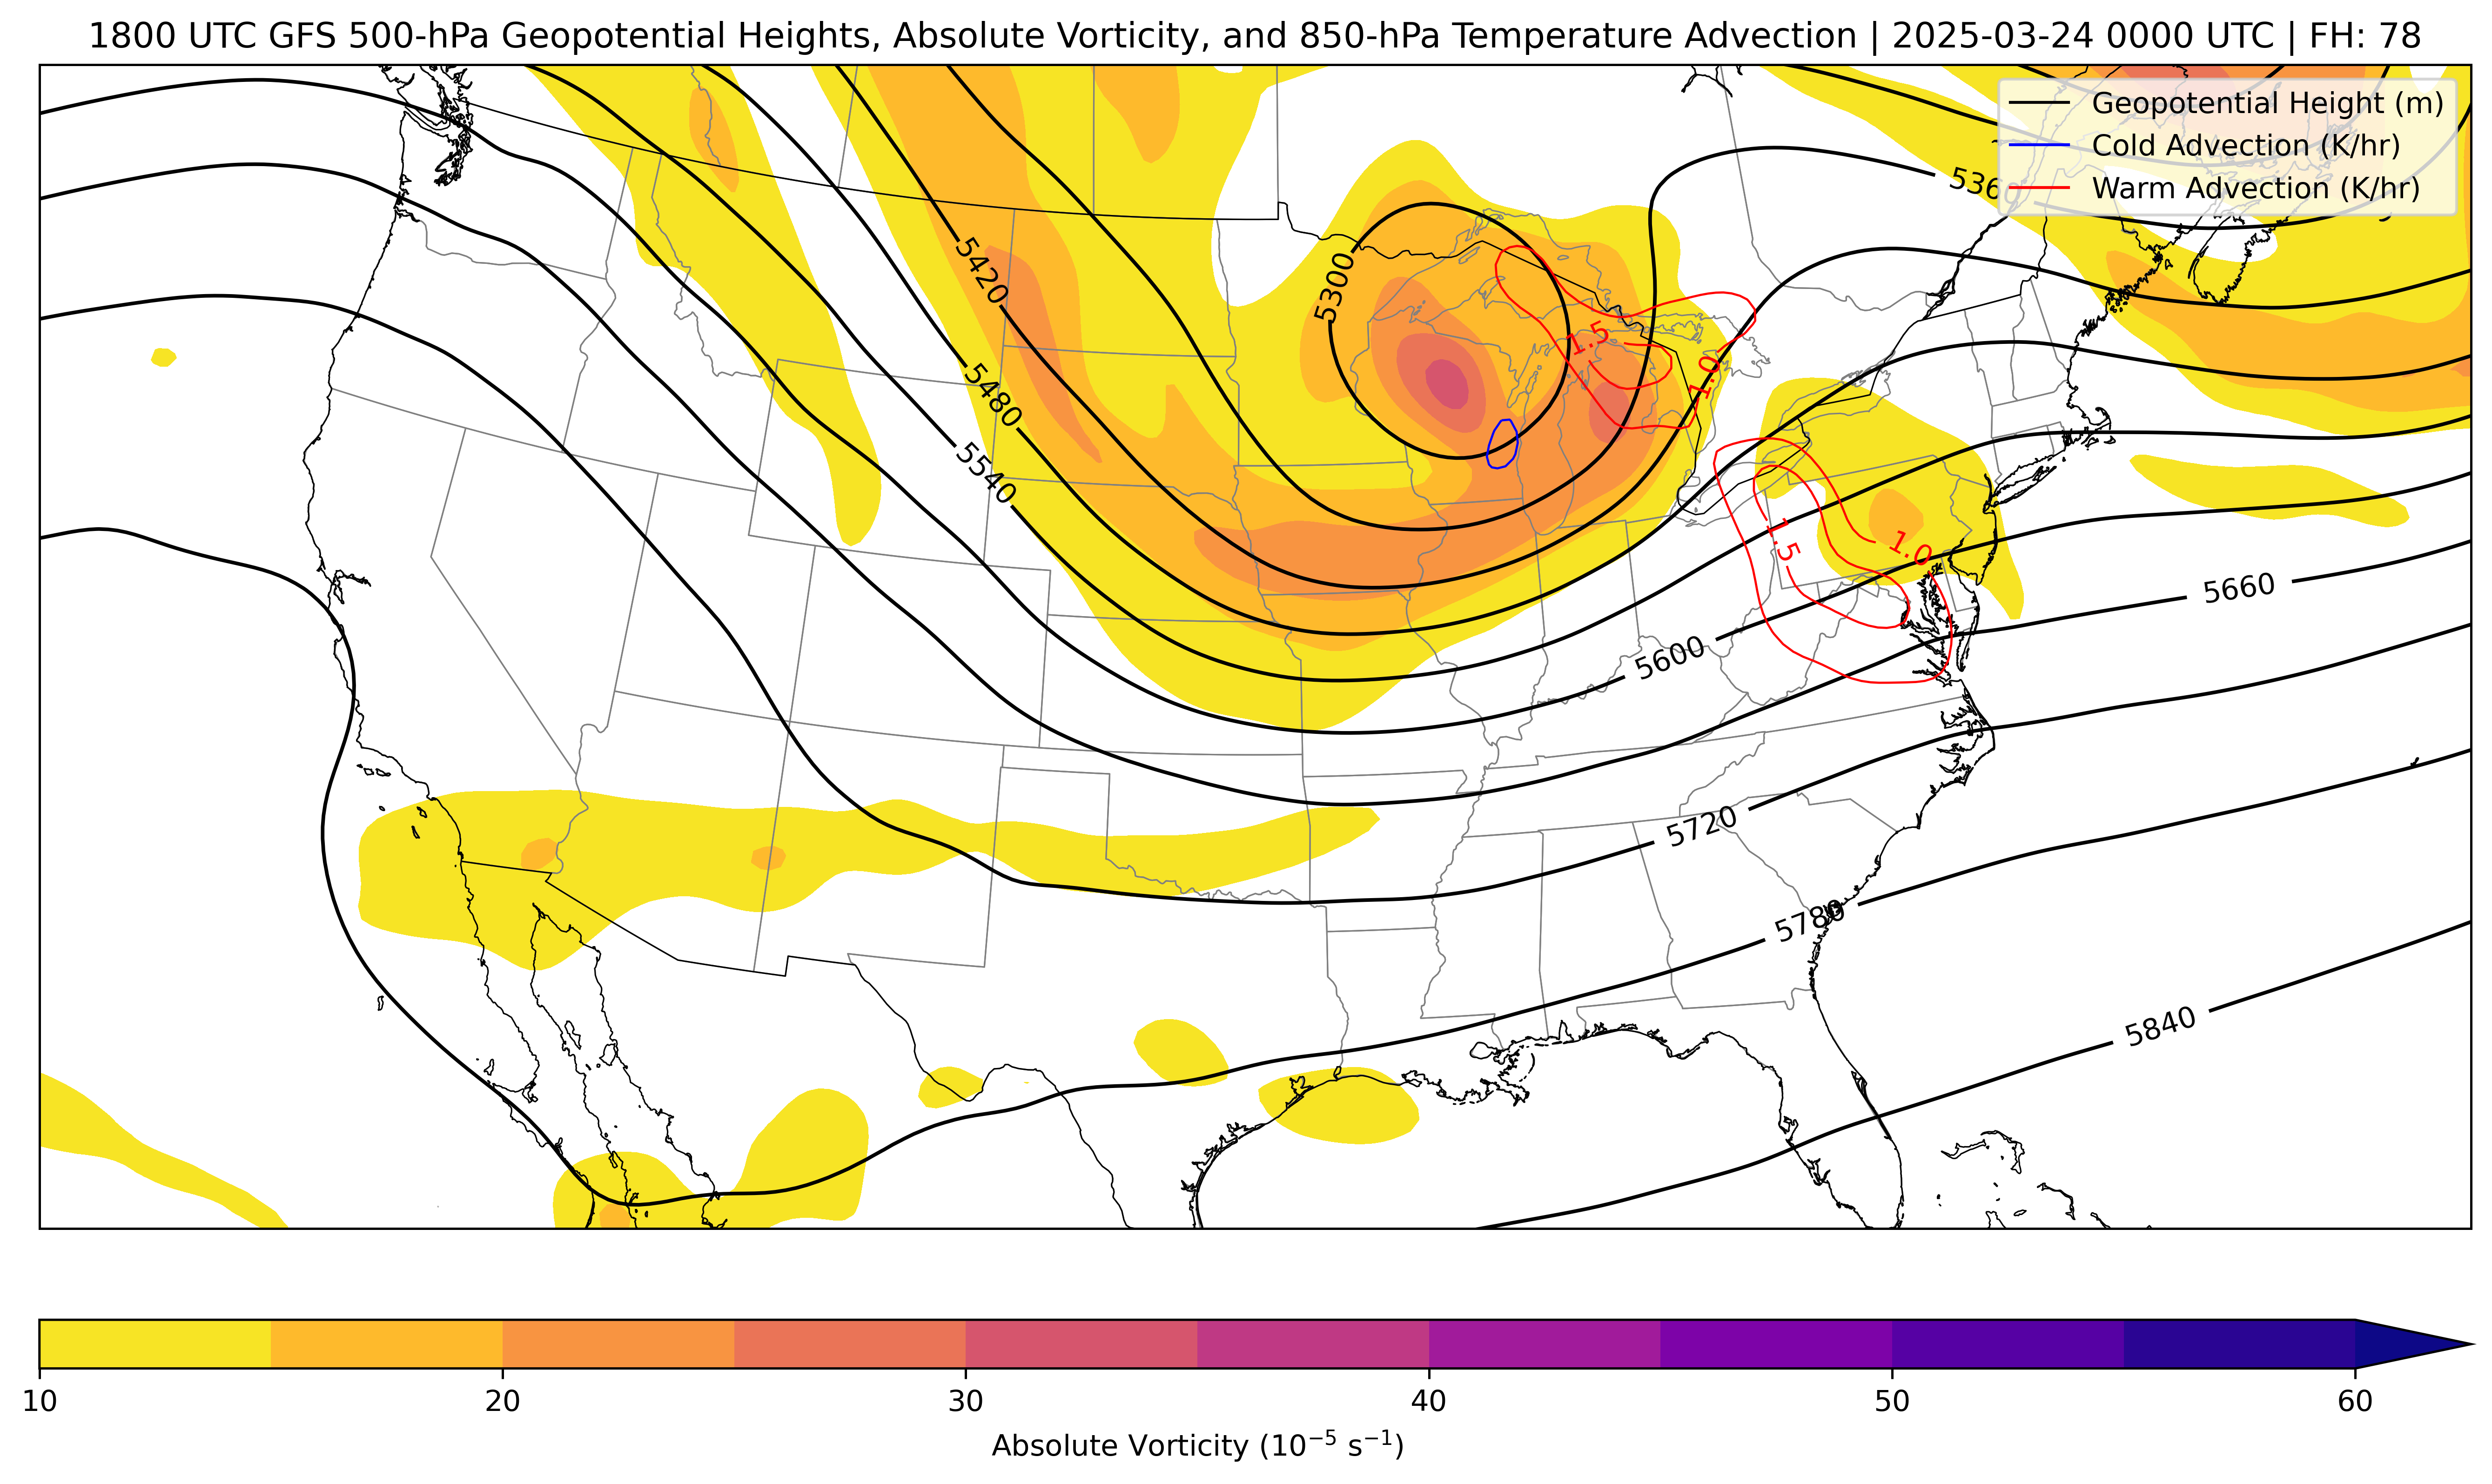 1800 UTC GFS 500-hPa Geopotential Heights, Absolute Vorticity, and 850-hPa Temperature Advection | 2025-03-24 0000 UTC | FH: 78
Geopotential Height (m)
Cold Advection (K/hr)
Warm Advection (K/hr)
5360
5300
5420
1.5
1.0
5480
5540
1.5
1.0
5660
5600
5720
5780
5840
10 20 30 40 50 60
Absolute Vorticity (10⁻⁵ s⁻¹)